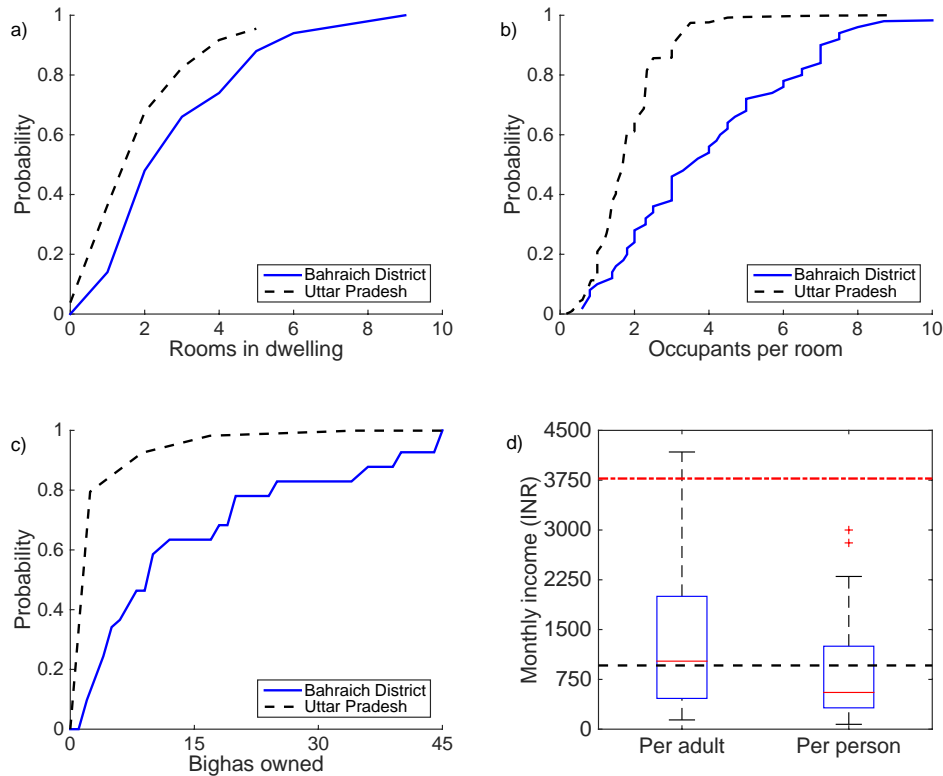 a)
Probability
1
0.8
0.6
0.4
0.2
0
0 2 4 6 8 10
Rooms in dwelling
Bahraich District
Uttar Pradesh
b)
Probability
1
0.8
0.6
0.4
0.2
0
0 2 4 6 8 10
Occupants per room
Bahraich District
Uttar Pradesh
c)
Probability
1
0.8
0.6
0.4
0.2
0
0 15 30 45
Bighas owned
Bahraich District
Uttar Pradesh
d)
Monthly income (INR)
4500
3750
3000
2250
1500
750
0
Per adult Per person